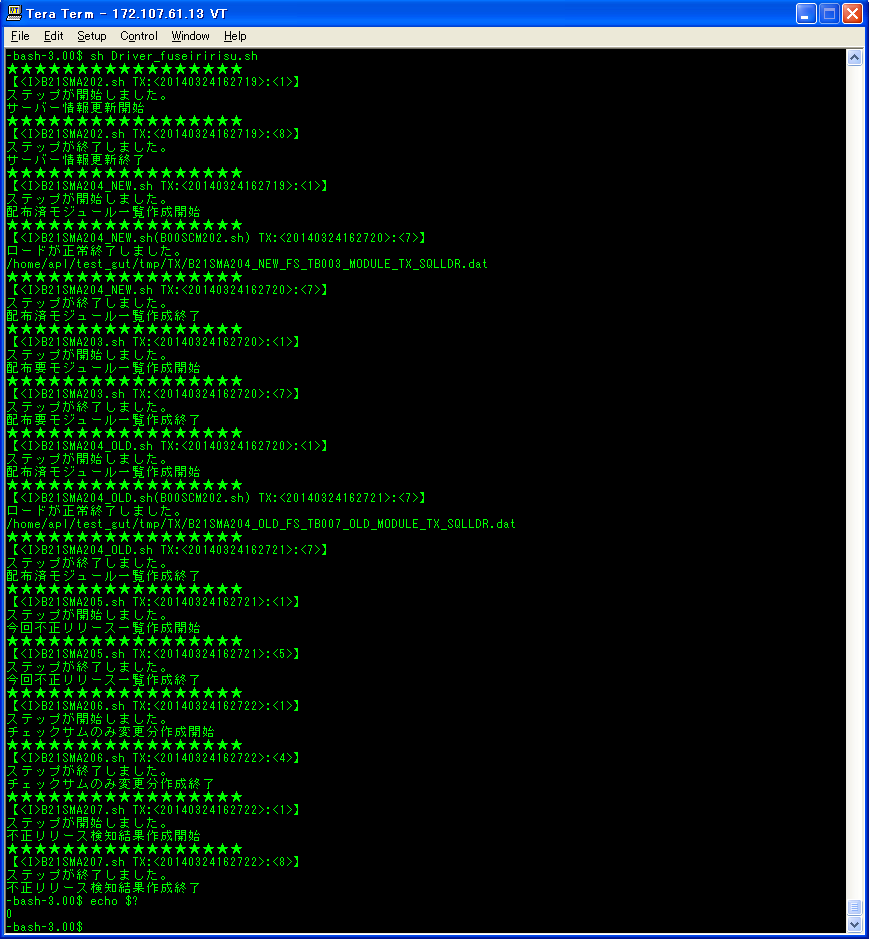 Tera Term - 172.107.61.13 VT
File Edit Setup Control Window Help
-bash-3.00$ sh Driver_fuseiririsu.sh
★★★★★★★★★★★★★★★★★
【<I>B21SMA202.sh TX:<20140324162719>:<1>】
ステップが開始しました。
サーバー情報更新開始
★★★★★★★★★★★★★★★★★
【<I>B21SMA202.sh TX:<20140324162719>:<8>】
ステップが終了しました。
サーバー情報更新終了
★★★★★★★★★★★★★★★★★
【<I>B21SMA204_NEW.sh TX:<20140324162719>:<1>】
ステップが開始しました。
配布済モジュール一覧作成開始
★★★★★★★★★★★★★★★★★
【<I>B21SMA204_NEW.sh(B00SCM202.sh) TX:<20140324162720>:<7>】
ロードが正常終了しました。
/home/apl/test_gut/tmp/TX/B21SMA204_NEW_FS_TB003_MODULE_TX_SQLLDR.dat
★★★★★★★★★★★★★★★★★
【<I>B21SMA204_NEW.sh TX:<20140324162720>:<7>】
ステップが終了しました。
配布済モジュール一覧作成終了
★★★★★★★★★★★★★★★★★
【<I>B21SMA203.sh TX:<20140324162720>:<1>】
ステップが開始しました。
配布要モジュール一覧作成開始
★★★★★★★★★★★★★★★★★
【<I>B21SMA203.sh TX:<20140324162720>:<7>】
ステップが終了しました。
配布要モジュール一覧作成終了
★★★★★★★★★★★★★★★★★
【<I>B21SMA204_OLD.sh TX:<20140324162720>:<1>】
ステップが開始しました。
配布済モジュール一覧作成開始
★★★★★★★★★★★★★★★★★
【<I>B21SMA204_OLD.sh(B00SCM202.sh) TX:<20140324162721>:<7>】
ロードが正常終了しました。
/home/apl/test_gut/tmp/TX/B21SMA204_OLD_FS_TB007_OLD_MODULE_TX_SQLLDR.dat
★★★★★★★★★★★★★★★★★
【<I>B21SMA204_OLD.sh TX:<20140324162721>:<7>】
ステップが終了しました。
配布済モジュール一覧作成終了
★★★★★★★★★★★★★★★★★
【<I>B21SMA205.sh TX:<20140324162721>:<1>】
ステップが開始しました。
今回不正リリース一覧作成開始
★★★★★★★★★★★★★★★★★
【<I>B21SMA205.sh TX:<20140324162721>:<5>】
ステップが終了しました。
今回不正リリース一覧作成終了
★★★★★★★★★★★★★★★★★
【<I>B21SMA206.sh TX:<20140324162722>:<1>】
ステップが開始しました。
チェックサムのみ変更分作成開始
★★★★★★★★★★★★★★★★★
【<I>B21SMA206.sh TX:<20140324162722>:<4>】
ステップが終了しました。
チェックサムのみ変更分作成終了
★★★★★★★★★★★★★★★★★
【<I>B21SMA207.sh TX:<20140324162722>:<1>】
ステップが開始しました。
不正リリース検知結果作成開始
★★★★★★★★★★★★★★★★★
【<I>B21SMA207.sh TX:<20140324162722>:<8>】
ステップが終了しました。
不正リリース検知結果作成終了
-bash-3.00$ echo $?
0
-bash-3.00$